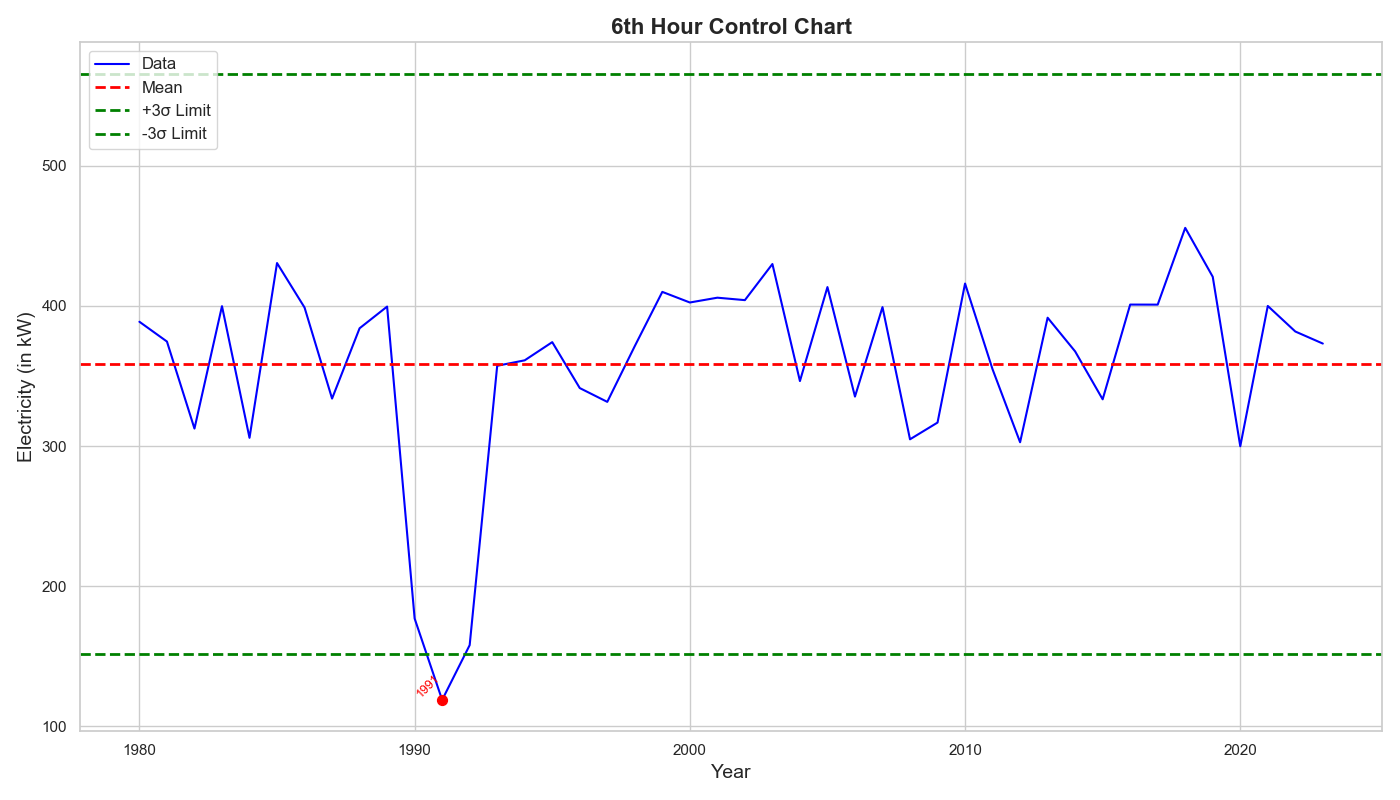 6th Hour Control Chart
Data
Mean
+3σ Limit
-3σ Limit
500
400
300
200
100
Electricity (in kW)
1991
1980
1990
2000
2010
2020
Year